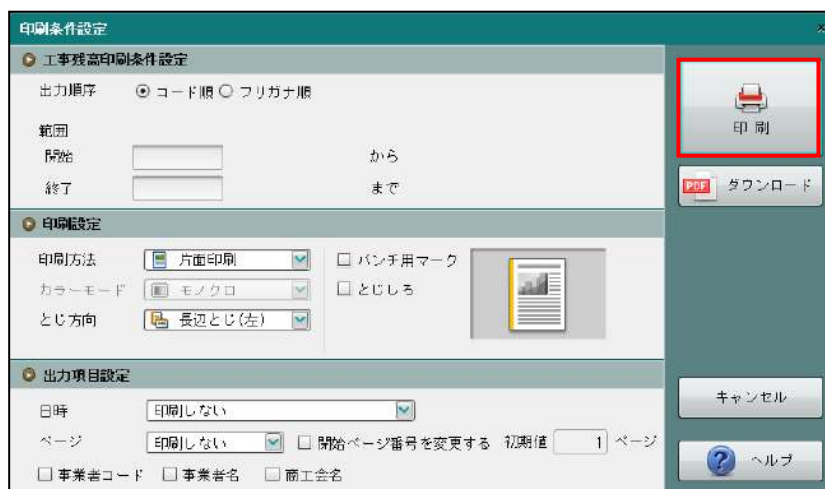 印刷条件設定 ×
工事残高印刷条件設定
出力順序 コード順 フリガナ順
範囲
開始 から
終了 まで
印刷設定
印刷方法 片面印刷 パンチ用マーク
カラーモード モノクロ とじしろ
とじ方向 長辺とじ(左)
出力項目設定
日時 印刷しない
ページ 印刷しない 開始ページ番号を変更する 初期値 1 ページ
事業者コード 事業者名 商工会名
印刷
PDF ダウンロード
キャンセル
? ヘルプ